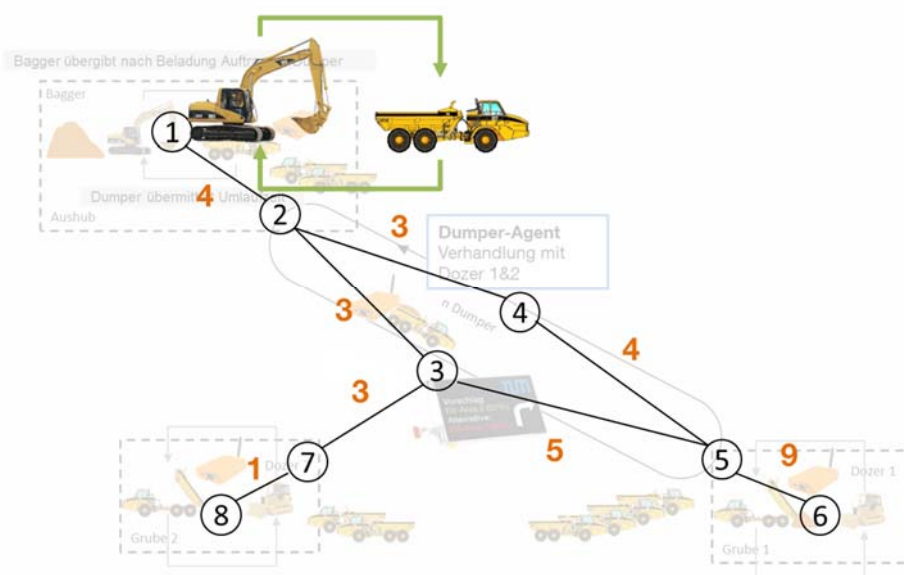 Bagger übergibt nach Beladung
Bagger
1
4
Dumper
Aushub
2
3
Dumper-Agent
Verhandlung mit
Dozer 1&2
3
n Dumper
4
4
3
3
5
1
7
Dozer
5
9
Dozer 1
8
6
Grube 2
Grube 1